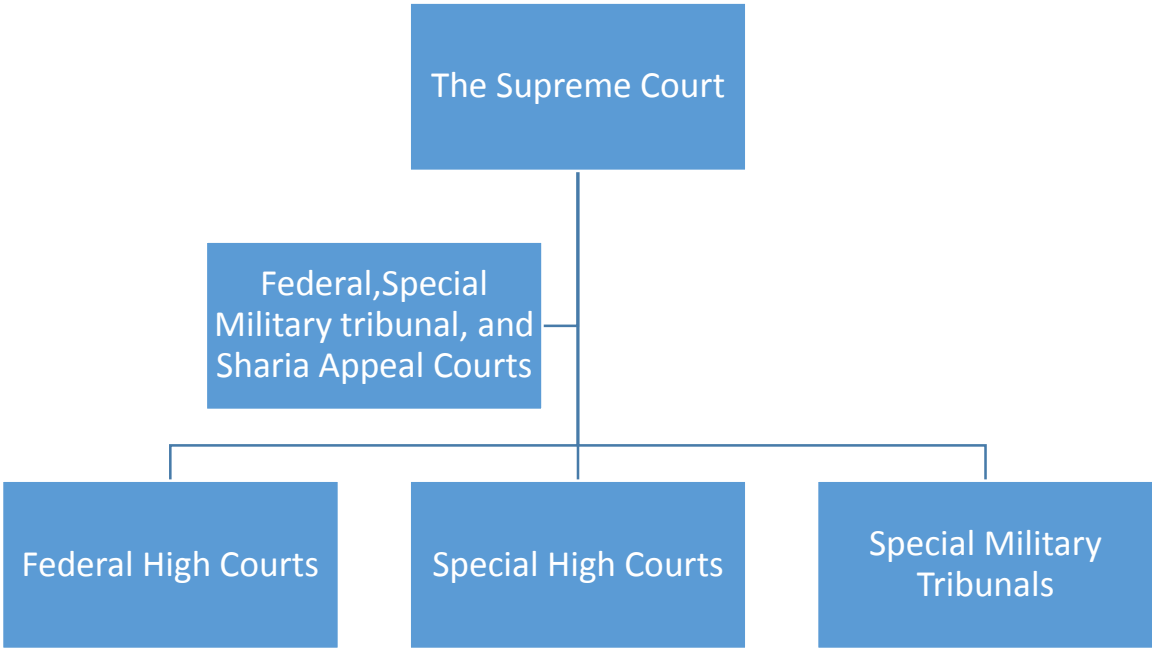 The Supreme Court
Federal,Special
Military tribunal, and
Sharia Appeal Courts
Federal High Courts
Special High Courts
Special Military
Tribunals